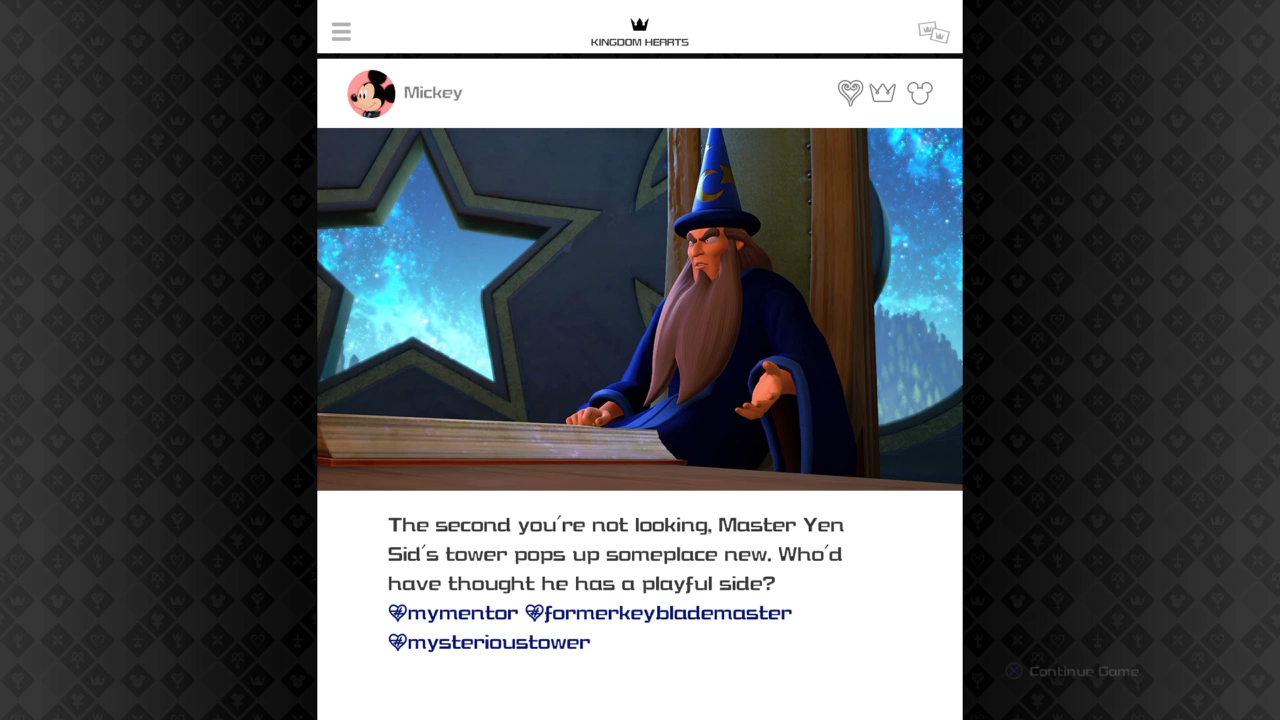 KINGDOM HEARTS
Mickey
The second you're not looking, Master Yen
Sid's tower pops up someplace new. Who'd
have thought he has a playful side?
#mymentor #formerkeyblademaster
#mysterioustower
Continue Game